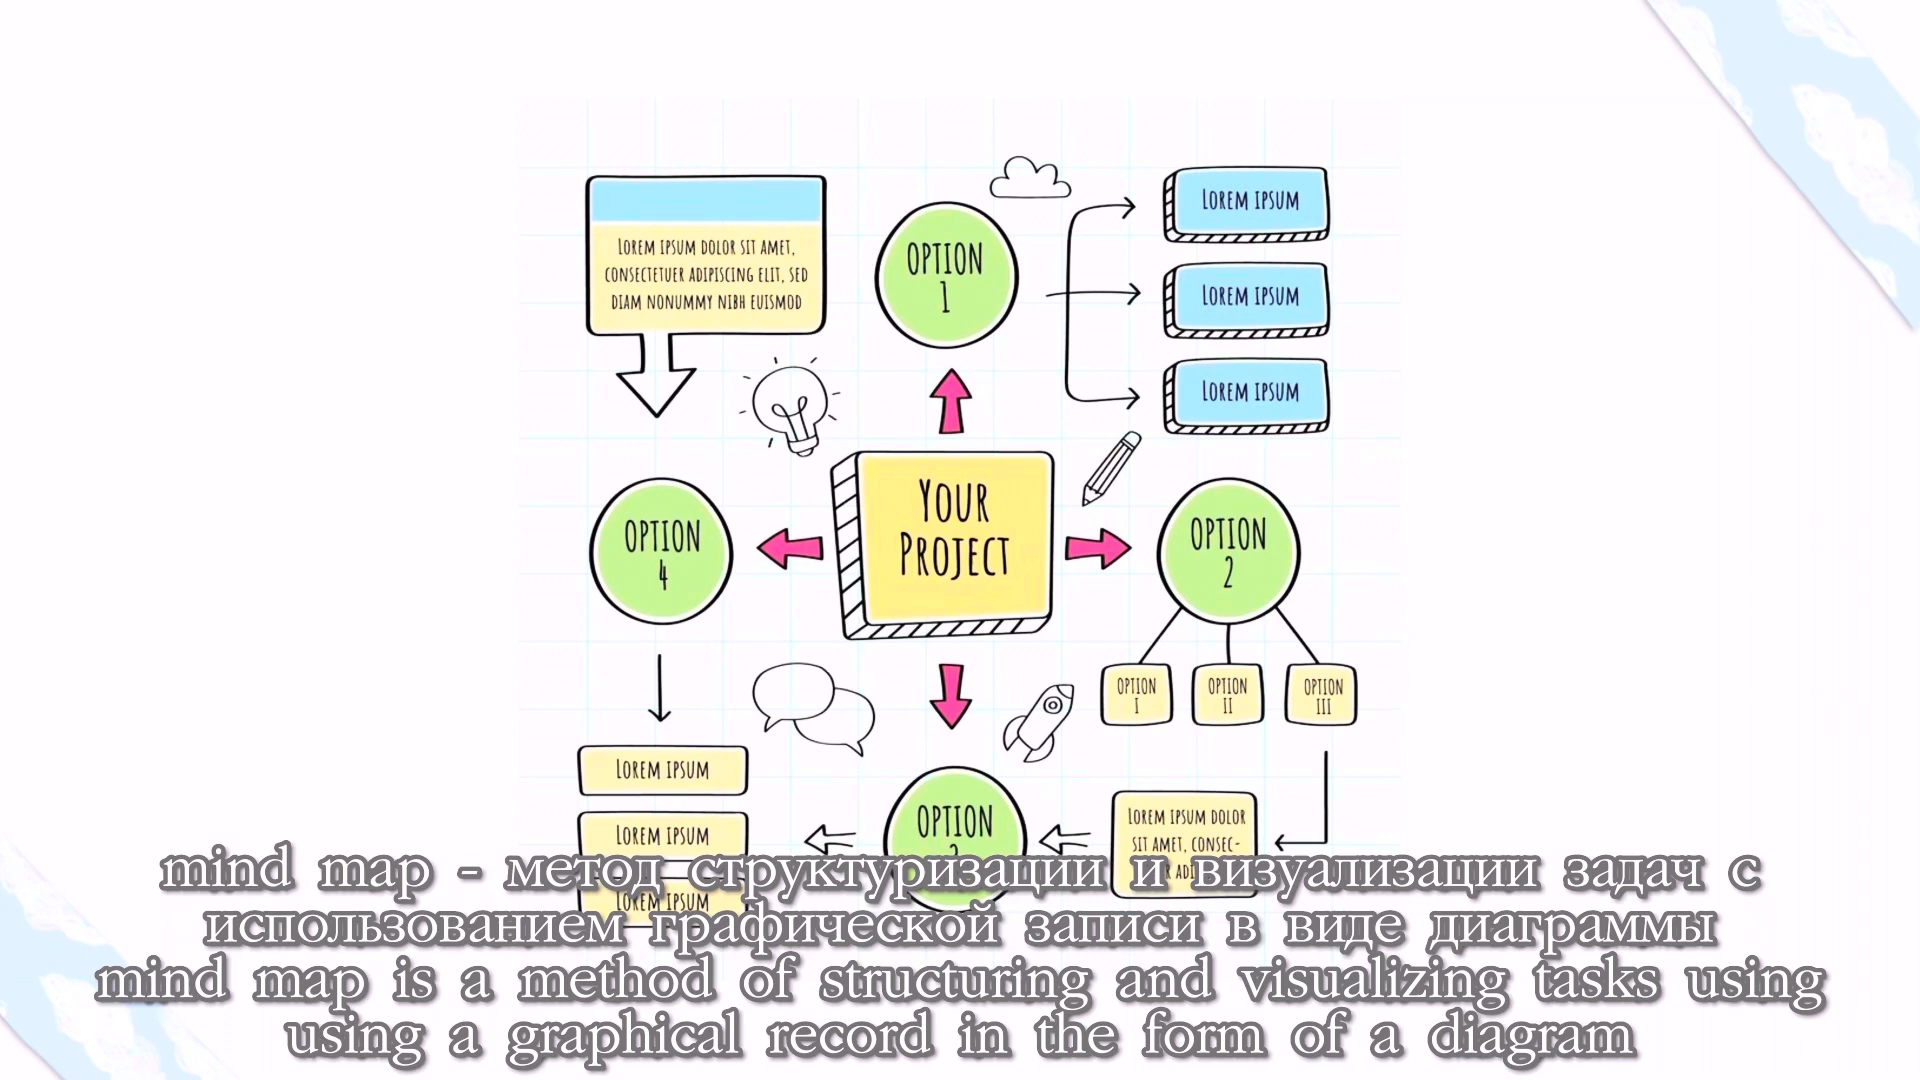 LOREM IPSUM DOLOR SIT AMET,
CONSECTETUER ADIPISCING ELIT, SED
DIAM NONUMMY NIBH EUISMOD
OPTION
1
LOREM IPSUM
LOREM IPSUM
LOREM IPSUM
OPTION
4
YOUR
PROJECT
OPTION
2
OPTION
I
OPTION
II
OPTION
III
LOREM IPSUM
LOREM IPSUM
LOREM IPSUM
OPTION
LOREM IPSUM DOLOR
SIT AMET, CONSEC-
mind map - метод структуризации и визуализации задач с
использованием графической записи в виде диаграммы
mind map is a method of structuring and visualizing tasks using
using a graphical record in the form of a diagram